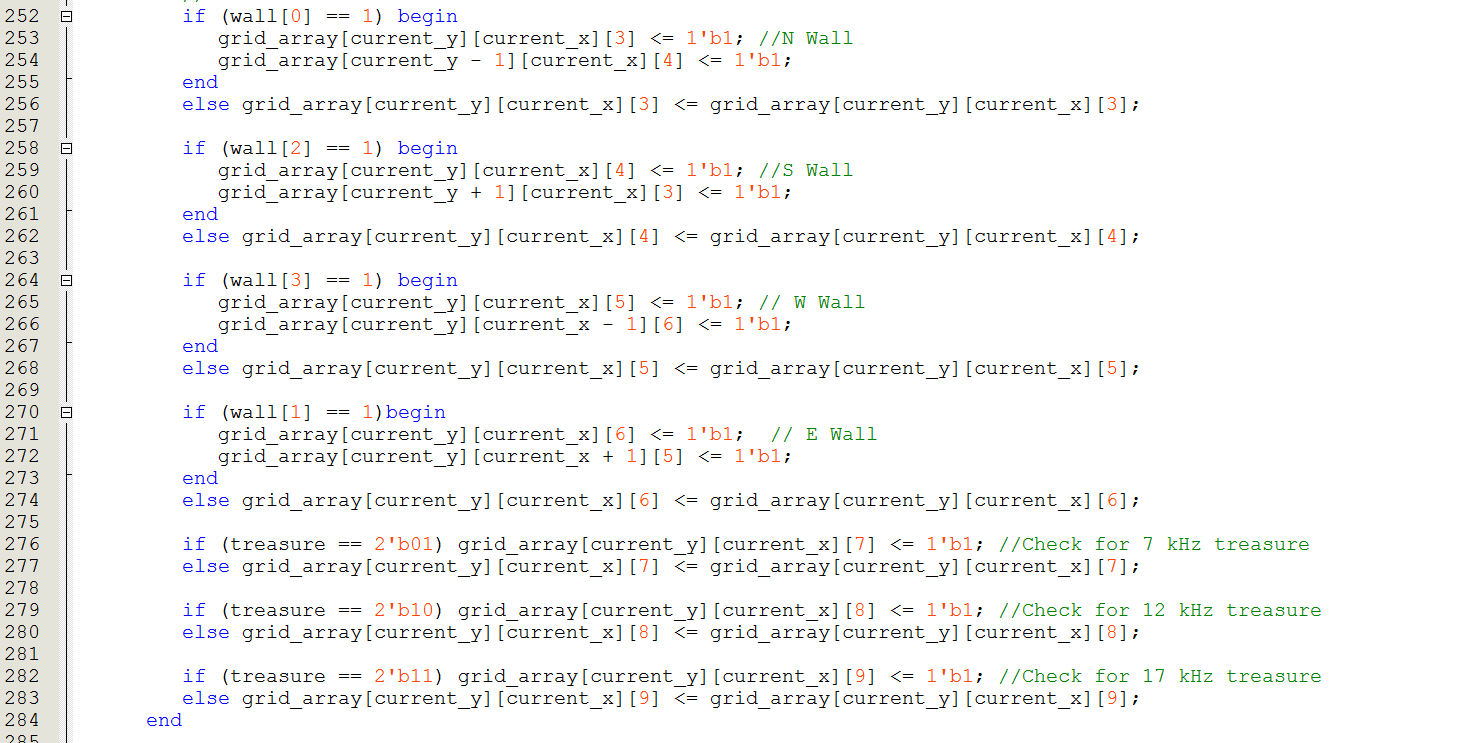 252 if (wall[0] == 1) begin
253 grid_array[current_y][current_x][3] <= 1'b1; //N Wall
254 grid_array[current_y - 1][current_x][4] <= 1'b1;
255 end
256 else grid_array[current_y][current_x][3] <= grid_array[current_y][current_x][3];
257
258 if (wall[2] == 1) begin
259 grid_array[current_y][current_x][4] <= 1'b1; //S Wall
260 grid_array[current_y + 1][current_x][3] <= 1'b1;
261 end
262 else grid_array[current_y][current_x][4] <= grid_array[current_y][current_x][4];
263
264 if (wall[3] == 1) begin
265 grid_array[current_y][current_x][5] <= 1'b1; // W Wall
266 grid_array[current_y][current_x - 1][6] <= 1'b1;
267 end
268 else grid_array[current_y][current_x][5] <= grid_array[current_y][current_x][5];
269
270 if (wall[1] == 1)begin
271 grid_array[current_y][current_x][6] <= 1'b1;  // E Wall
272 grid_array[current_y][current_x + 1][5] <= 1'b1;
273 end
274 else grid_array[current_y][current_x][6] <= grid_array[current_y][current_x][6];
275
276 if (treasure == 2'b01) grid_array[current_y][current_x][7] <= 1'b1; //Check for 7 kHz treasure
277 else grid_array[current_y][current_x][7] <= grid_array[current_y][current_x][7];
278
279 if (treasure == 2'b10) grid_array[current_y][current_x][8] <= 1'b1; //Check for 12 kHz treasure
280 else grid_array[current_y][current_x][8] <= grid_array[current_y][current_x][8];
281
282 if (treasure == 2'b11) grid_array[current_y][current_x][9] <= 1'b1; //Check for 17 kHz treasure
283 else grid_array[current_y][current_x][9] <= grid_array[current_y][current_x][9];
284 end
285